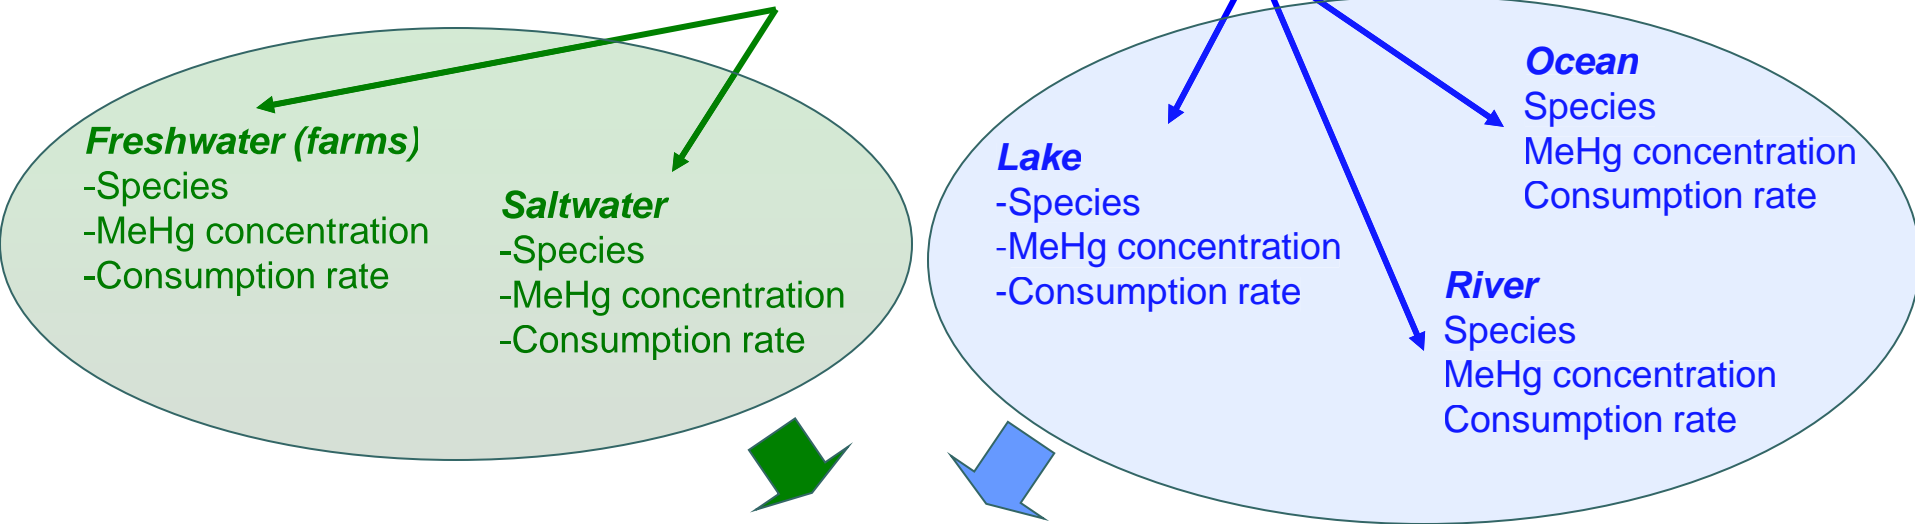 Freshwater (farms)
-Species
-MeHg concentration
-Consumption rate
Saltwater
-Species
-MeHg concentration
-Consumption rate
Lake
-Species
-MeHg concentration
-Consumption rate
Ocean
Species
MeHg concentration
Consumption rate
River
Species
MeHg concentration
Consumption rate